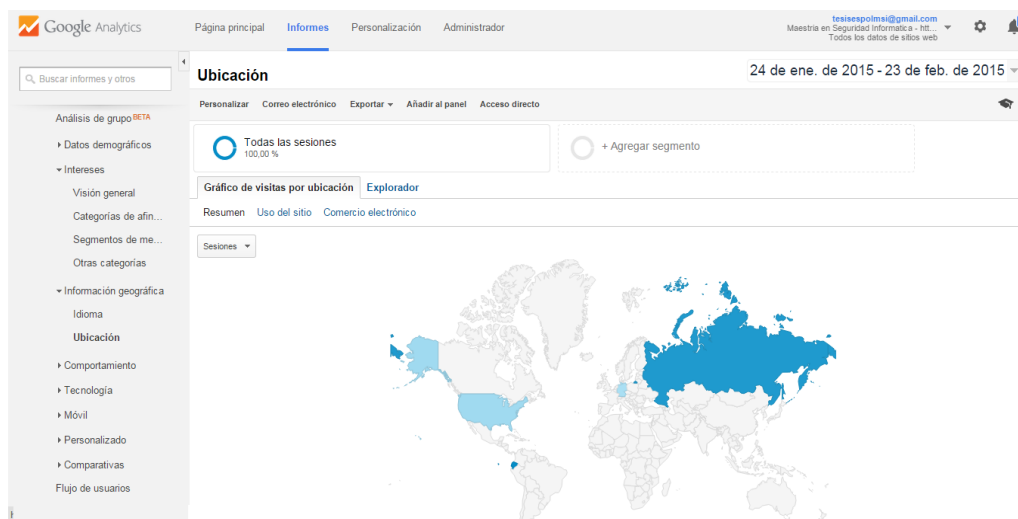 Google Analytics
Página principal Informes Personalización Administrador
tesisespolmsi@gmail.com
Maestria en Seguridad Informatica - htt...
Todos los datos de sitios web
Buscar informes y otros
Ubicación
24 de ene. de 2015 - 23 de feb. de 2015
Personalizar Correo electrónico Exportar Añadir al panel Acceso directo
Análisis de grupo BETA
Datos demográficos
Intereses
Visión general
Categorías de afin...
Segmentos de me...
Otras categorías
Información geográfica
Idioma
Ubicación
Comportamiento
Tecnología
Móvil
Personalizado
Comparativas
Flujo de usuarios
Todas las sesiones
100,00 %
+ Agregar segmento
Gráfico de visitas por ubicación Explorador
Resumen Uso del sitio Comercio electrónico
Sesiones